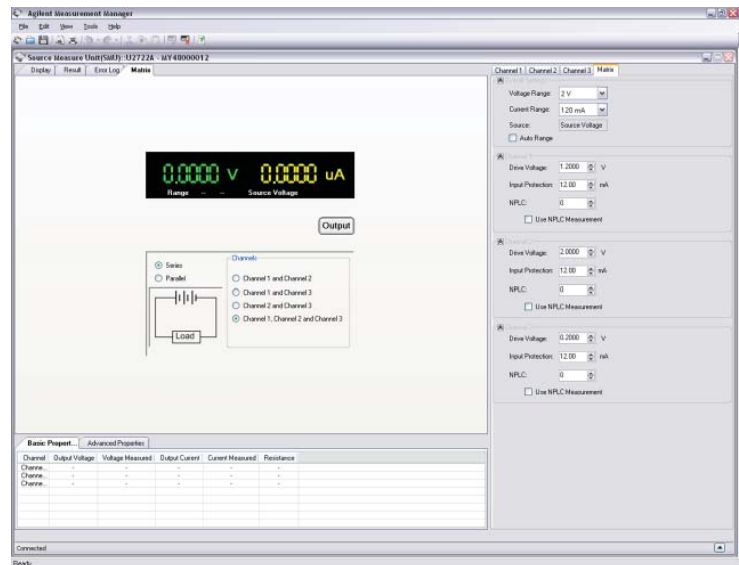 Agilent Measurement Manager
File Edit View Tools Help
Source Measure Unit(SMU)::U2722A - MY40000012
Display Result Error Log Matrix
0.0000 V 0.0000 uA
Range - - Source Voltage
Output
Series
Parallel
Load
Channels
Channel 1 and Channel 2
Channel 1 and Channel 3
Channel 2 and Channel 3
Channel 1, Channel 2 and Channel 3
Basic Propert... Advanced Properties
Channel Output Voltage Voltage Measured Output Current Current Measured Resistance
Channe... - - - - -
Channe... - - - - -
Channe... - - - - -
Channel 1 Channel 2 Channel 3 Matrix
Voltage Range: 2 V
Current Range: 120 mA
Source: Source Voltage
Auto Range
Drive Voltage: 1.2000 V
Input Protection: 12.00 mA
NPLC: 0
Use NPLC Measurement
Drive Voltage: 2.0000 V
Input Protection: 12.00 mA
NPLC: 0
Use NPLC Measurement
Drive Voltage: 0.2000 V
Input Protection: 12.00 mA
NPLC: 0
Use NPLC Measurement
Connected
Ready